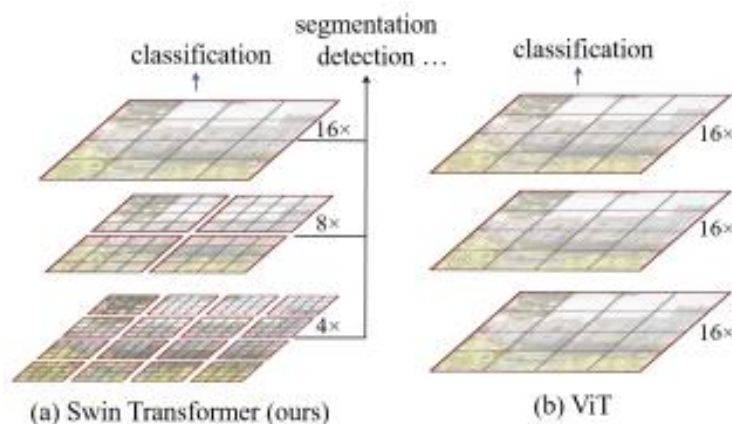 segmentation
classification
detection ...
classification
16×
8×
4×
16×
16×
16×
(a) Swin Transformer (ours)
(b) ViT